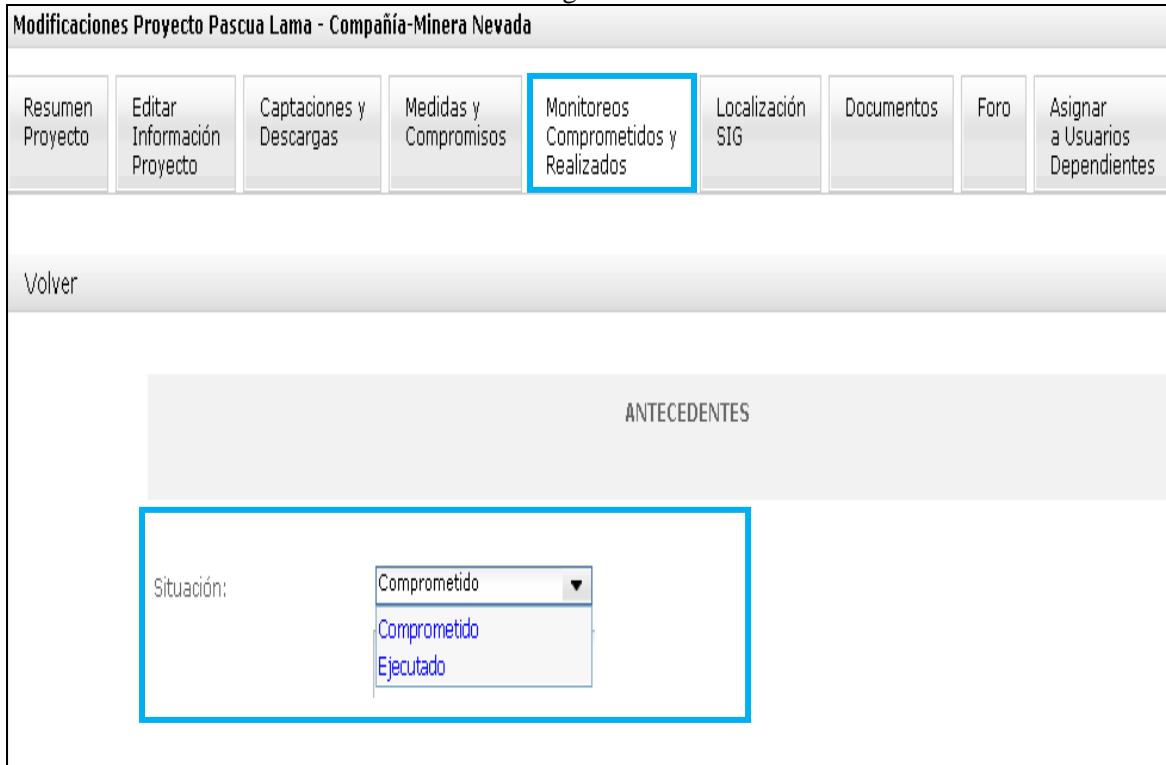 Modificaciones Proyecto Pascua Lama - Compañía-Minera Nevada
Resumen
Proyecto
Editar
Información
Proyecto
Captaciones y
Descargas
Medidas y
Compromisos
Monitoreos
Comprometidos y
Realizados
Localización
SIG
Documentos
Foro
Asignar
a Usuarios
Dependientes
Volver
ANTECEDENTES
Situación:
Comprometido
Comprometido
Ejecutado